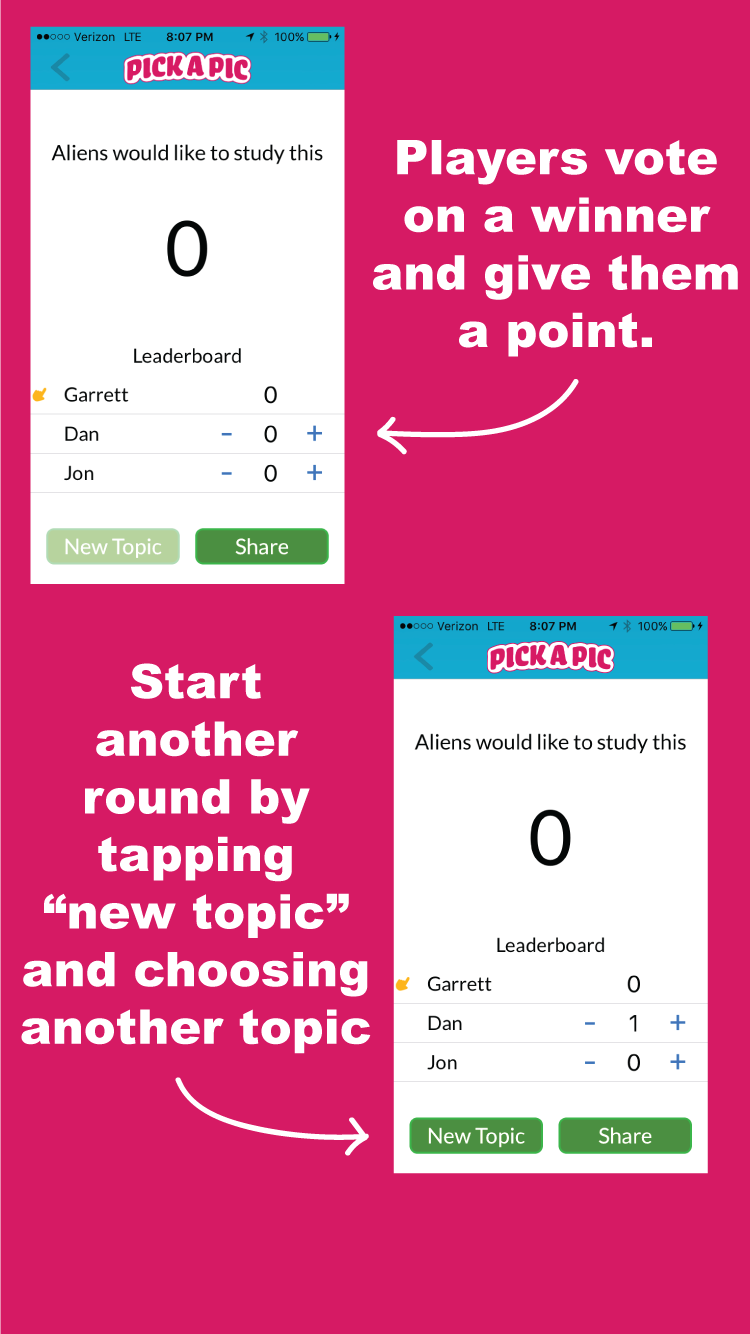 Verizon LTE 8:07 PM 100%
PICK A PIC
Aliens would like to study this
0
Leaderboard
Garrett 0
Dan - 0 +
Jon - 0 +
New Topic Share
Players vote
on a winner
and give them
a point.
Start
another
round by
tapping
“new topic”
and choosing
another topic
Verizon LTE 8:07 PM 100%
PICK A PIC
Aliens would like to study this
0
Leaderboard
Garrett 0
Dan - 1 +
Jon - 0 +
New Topic Share